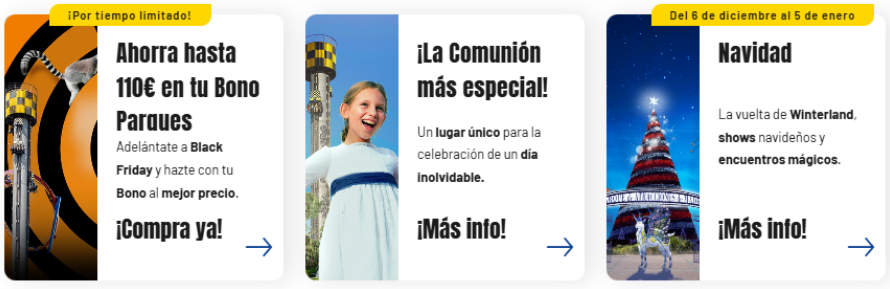 ¡Por tiempo limitado!
Ahorra hasta
110€ en tu Bono
Parques
Adelántate a Black
Friday y hazte con tu
Bono al mejor precio.
¡Compra ya!
¡La Comunión
más especial!
Un lugar único para la
celebración de un día
inolvidable.
¡Más info!
Del 6 de diciembre al 5 de enero
Navidad
La vuelta de Winterland,
shows navideños y
encuentros mágicos.
¡Más info!